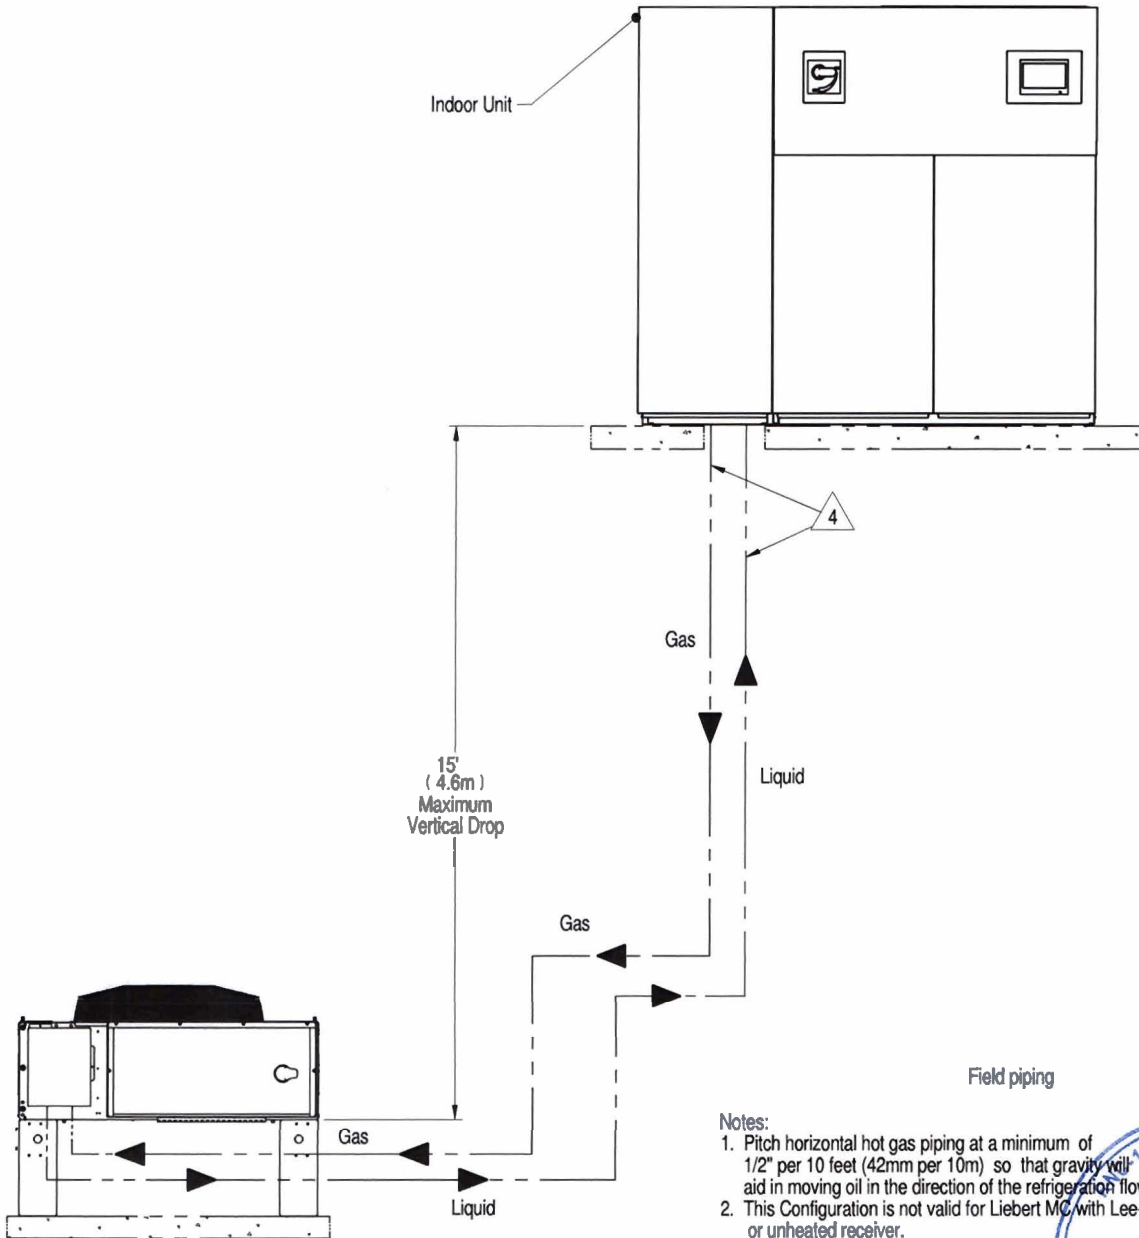 Indoor Unit
4
Gas
Liquid
15'
( 4.6m )
Maximum
Vertical Drop
Gas
Field piping
Gas
Liquid
Notes:
1. Pitch horizontal hot gas piping at a minimum of
1/2" per 10 feet (42mm per 10m) so that gravity will
aid in moving oil in the direction of the refrigeration
2. This Configuration is not valid for Liebert MC with
or unheated receiver.